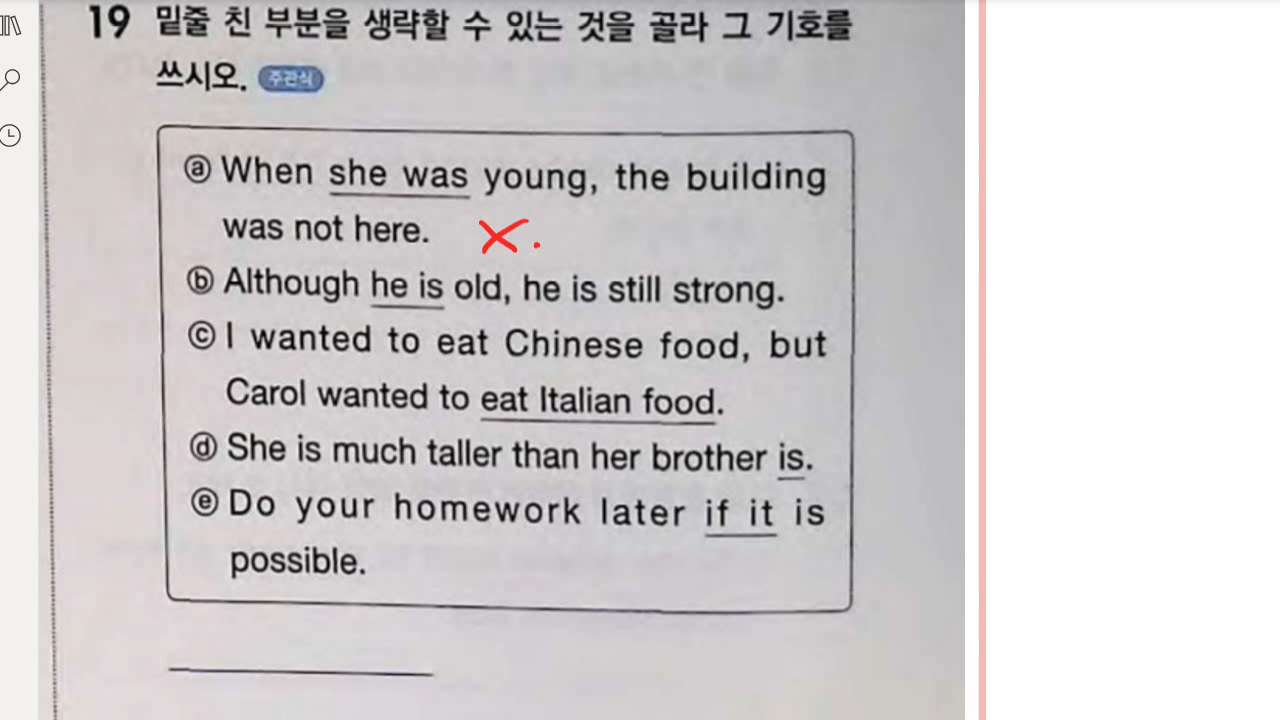 19 밑줄 친 부분을 생략할 수 있는 것을 골라 그 기호를
쓰시오. 주관식
ⓐ When she was young, the building
was not here.
ⓑ Although he is old, he is still strong.
ⓒ I wanted to eat Chinese food, but
Carol wanted to eat Italian food.
ⓓ She is much taller than her brother is.
ⓔ Do your homework later if it is
possible.